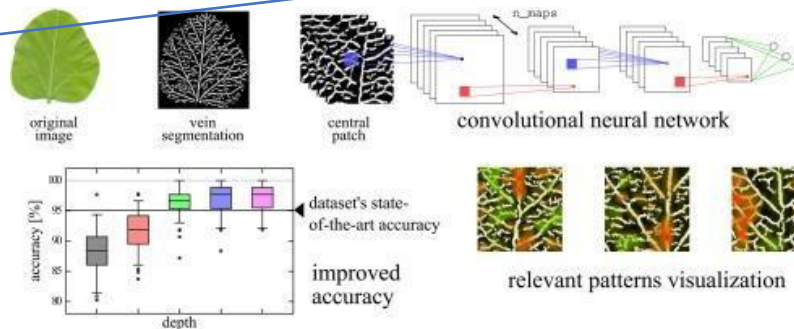 n_maps
original
image
vein
segmentation
central
patch
convolutional neural network
accuracy [%]
100
95
90
85
80
depth
dataset's state-
of-the-art accuracy
improved
accuracy
relevant patterns visualization